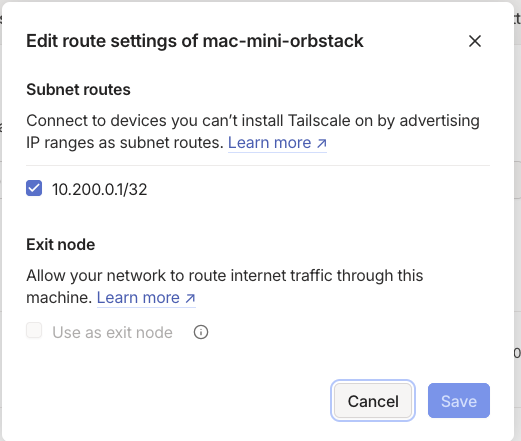 Edit route settings of mac-mini-orbstack
Subnet routes
Connect to devices you can’t install Tailscale on by advertising
IP ranges as subnet routes. Learn more ↗
10.200.0.1/32
Exit node
Allow your network to route internet traffic through this
machine. Learn more ↗
Use as exit node
Cancel Save